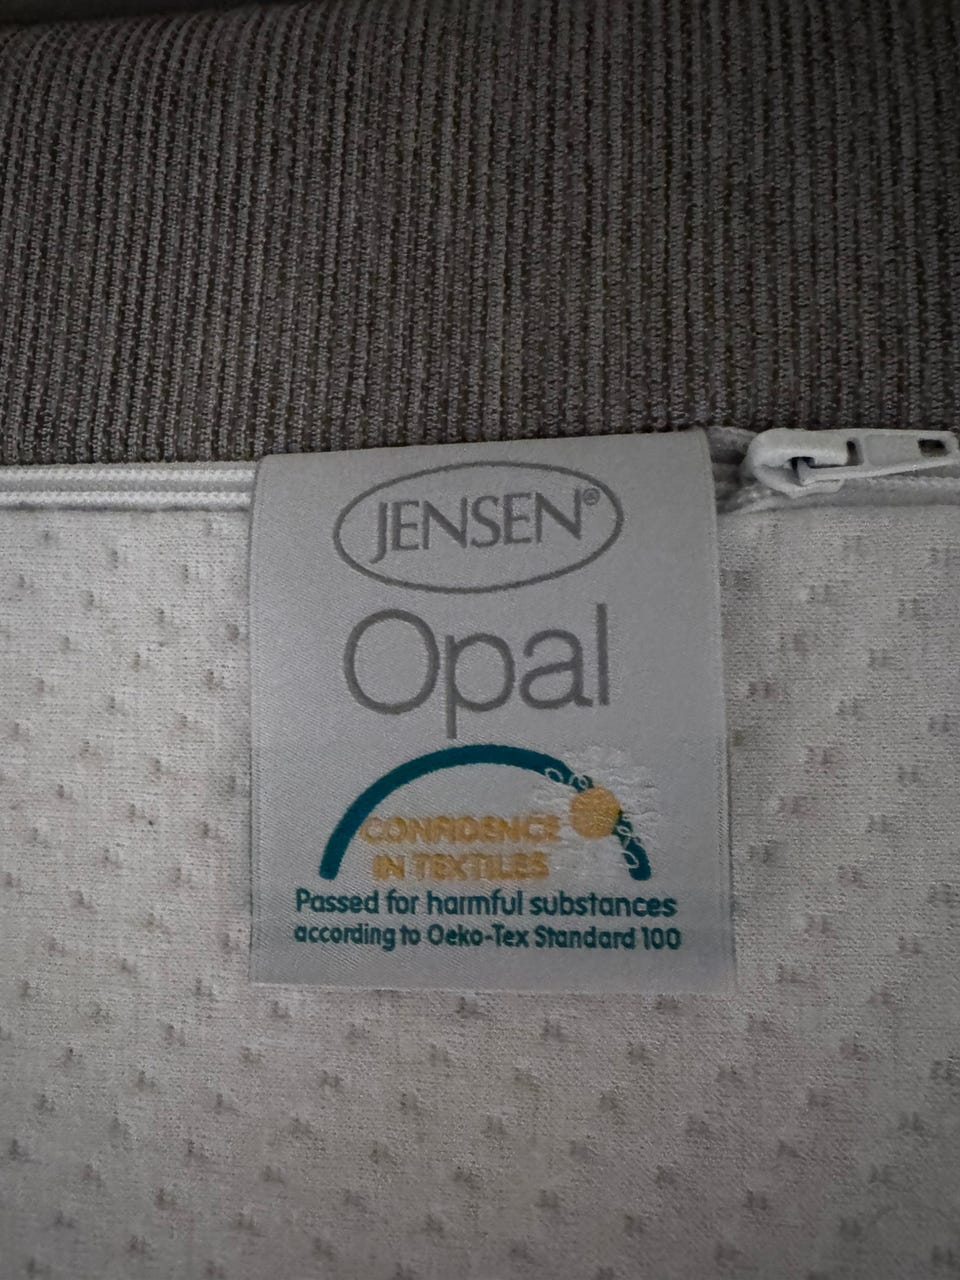 JENSEN®
Opal
CONFIDENCE
IN TEXTILES
Passed for harmful substances
according to Oeko-Tex Standard 100